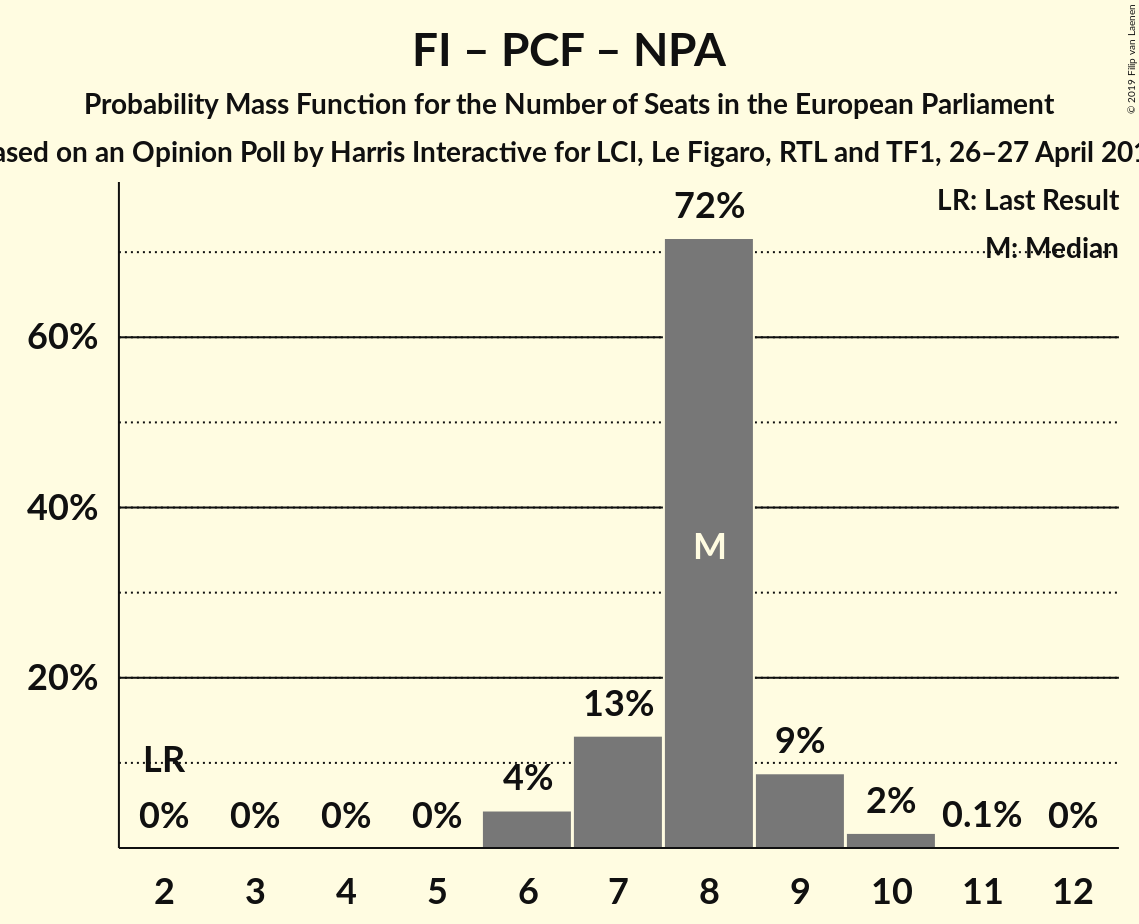 FI – PCF – NPA
Probability Mass Function for the Number of Seats in the European Parliament
on an Opinion Poll by Harris Interactive for LCI, Le Figaro, RTL and TF1, 26–27 April
© 2019 Filip van Laenen
LR: Last Result
M: Median
72%
60%
40%
M
20%
13%
9%
LR
4%
2%
0% 0% 0% 0% 0.1% 0%
2 3 4 5 6 7 8 9 10 11 12